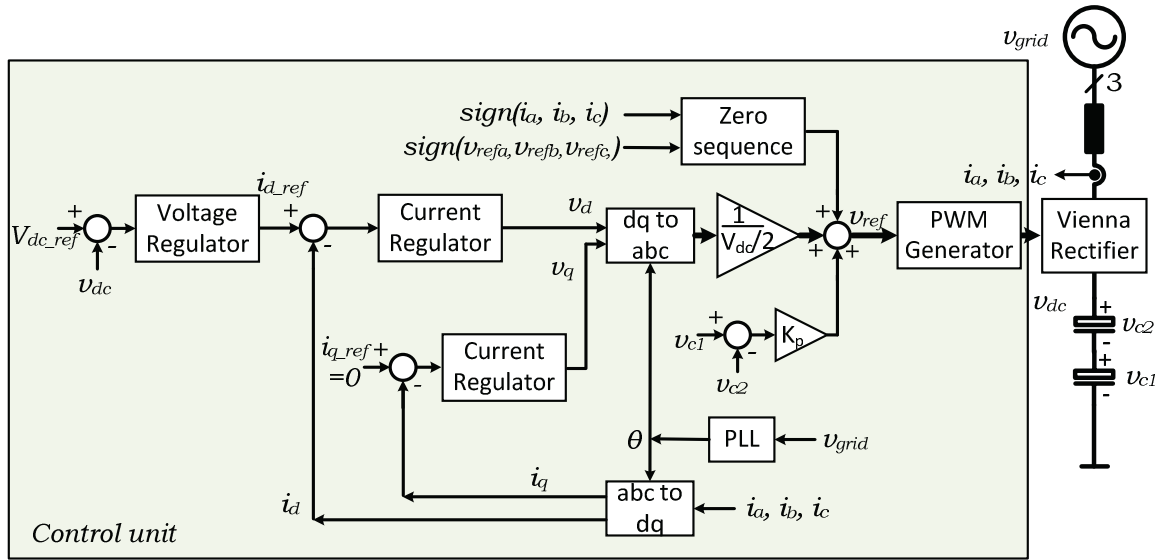 v_grid
3
sign(i_a, i_b, i_c)
Zero
sequence
sign(v_refa,v_refb,v_refc,)
i_a, i_b, i_c
i_d_ref
+
V_dc_ref
-
v_dc
Voltage
Regulator
+
-
Current
Regulator
v_d
v_q
dq to
abc
1
V_dc/2
+
+
+
v_ref
PWM
Generator
Vienna
Rectifier
v_dc
+
-
v_c2
+
-
v_c1
v_c1
+
-
v_c2
K_p
i_q_ref
=0
+
-
Current
Regulator
θ
PLL
v_grid
i_q
i_d
abc to
dq
i_a, i_b, i_c
Control unit